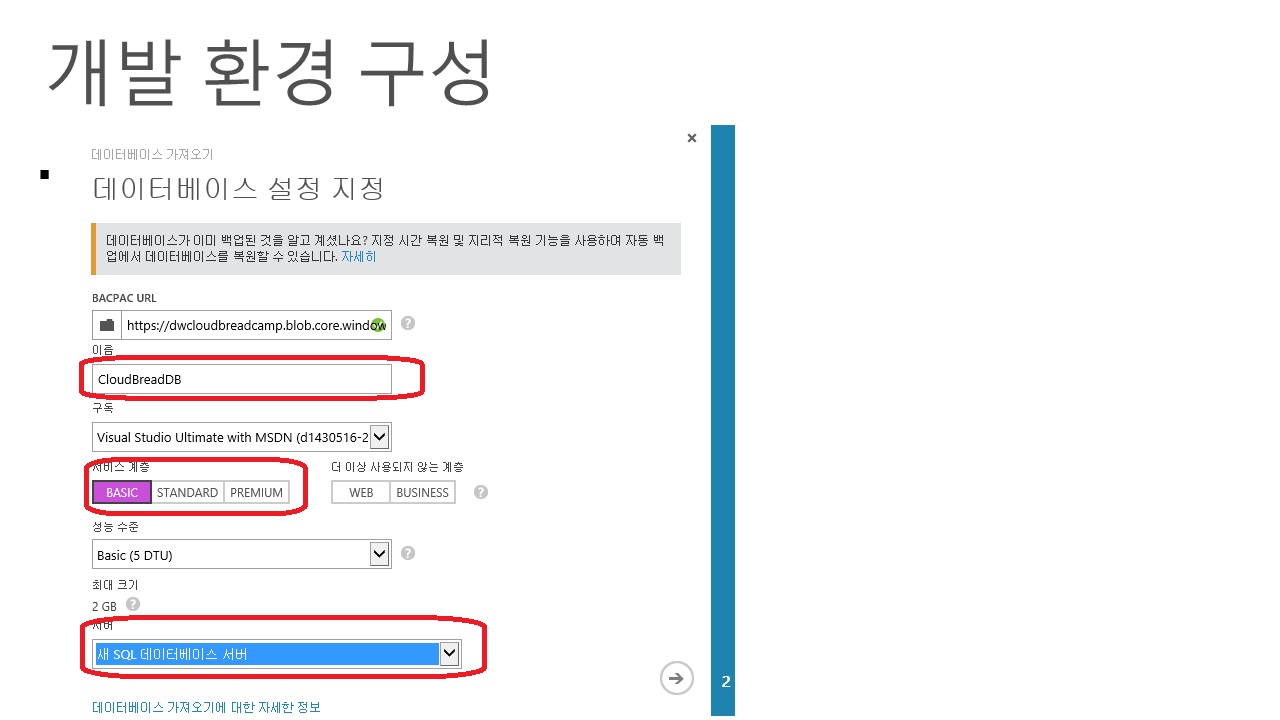 개발 환경 구성
데이터베이스 가져오기
데이터베이스 설정 지정
데이터베이스가 이미 백업된 것을 알고 계셨나요? 지정 시간 복원 및 지리적 복원 기능을 사용하여 자동 백
업에서 데이터베이스를 복원할 수 있습니다. 자세히
BACPAC URL
https://dwcloudbreadcamp.blob.core.window
이름
CloudBreadDB
구독
Visual Studio Ultimate with MSDN (d1430516-2
서비스 계층 더 이상 사용되지 않는 계층
BASIC STANDARD PREMIUM WEB BUSINESS
성능 수준
Basic (5 DTU)
최대 크기
2 GB
서버
새 SQL 데이터베이스 서버
2
데이터베이스 가져오기에 대한 자세한 정보